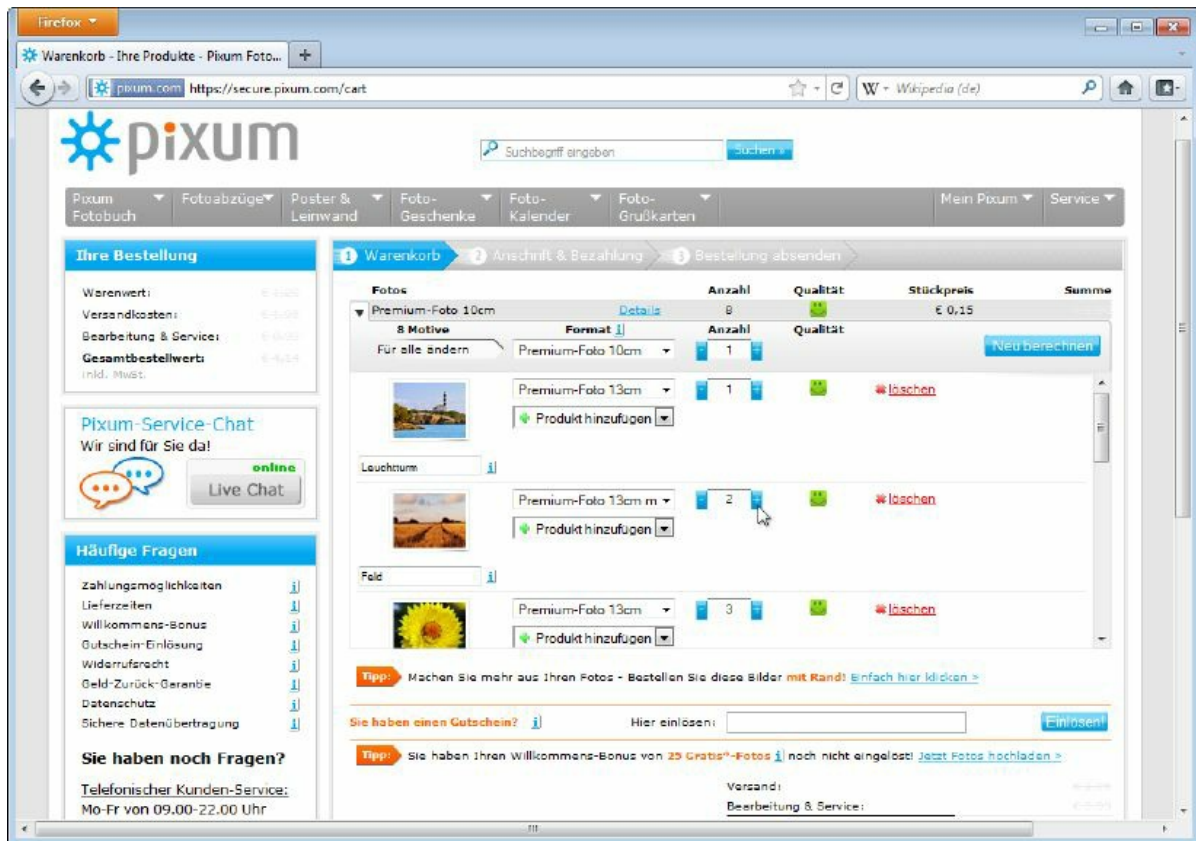 Firefox
Warenkorb - Ihre Produkte - Pixum Foto...
pixum.com https://secure.pixum.com/cart
W - Wikipedia (de)
pixum
Suchbegriff eingeben
Suchen »
Pixum Fotobuch
Fotoabzüge
Poster & Leinwand
Foto-Geschenke
Foto-Kalender
Foto-Grußkarten
Mein Pixum
Service
Ihre Bestellung
Warenwert:
Versandkosten:
Bearbeitung & Service:
Gesamtbestellwert:
inkl. MwSt.
Pixum-Service-Chat
Wir sind für Sie da!
online
Live Chat
Häufige Fragen
Zahlungsmöglichkeiten i
Lieferzeiten i
Willkommens-Bonus i
Gutschein-Einlösung i
Widerrufsrecht i
Geld-Zurück-Garantie i
Datenschutz i
Sichere Datenübertragung i
Sie haben noch Fragen?
Telefonischer Kunden-Service:
Mo-Fr von 09.00-22.00 Uhr
1 Warenkorb 2 Anschrift & Bezahlung 3 Bestellung absenden
Fotos Anzahl Qualität Stückpreis Summe
Premium-Foto 10cm Details 8 € 0,15
8 Motive Format i Anzahl Qualität
Für alle ändern Premium-Foto 10cm - 1 + Neu berechnen
Premium-Foto 13cm - 1 + löschen
Produkt hinzufügen
Leuchtturm i
Premium-Foto 13cm m - 2 + löschen
Produkt hinzufügen
Feld i
Premium-Foto 13cm - 3 + löschen
Produkt hinzufügen
Tipp: Machen Sie mehr aus Ihren Fotos - Bestellen Sie diese Bilder mit Rand! Einfach hier klicken »
Sie haben einen Gutschein? i Hier einlösen: Einlösen!
Tipp: Sie haben Ihren Willkommens-Bonus von 25 Gratis*-Fotos i noch nicht eingelöst! Jetzt Fotos hochladen »
Versand:
Bearbeitung & Service: